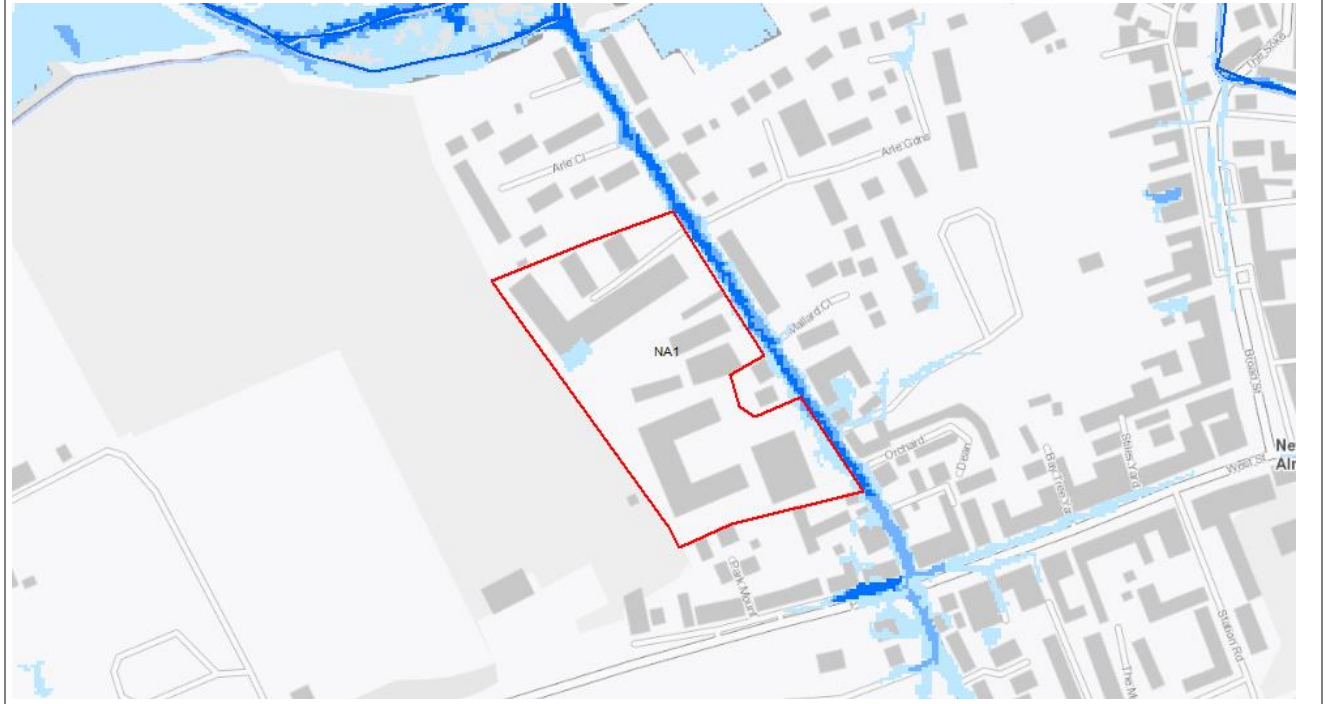 The Soke
Arle Cl
Arle Gdns
NA1
Mallard Cl
Broad St
Orchard
Dean
Ne
Alr
West St
Stiles Yard
Bay Tree Ya
Park Mount
Station Rd
The M